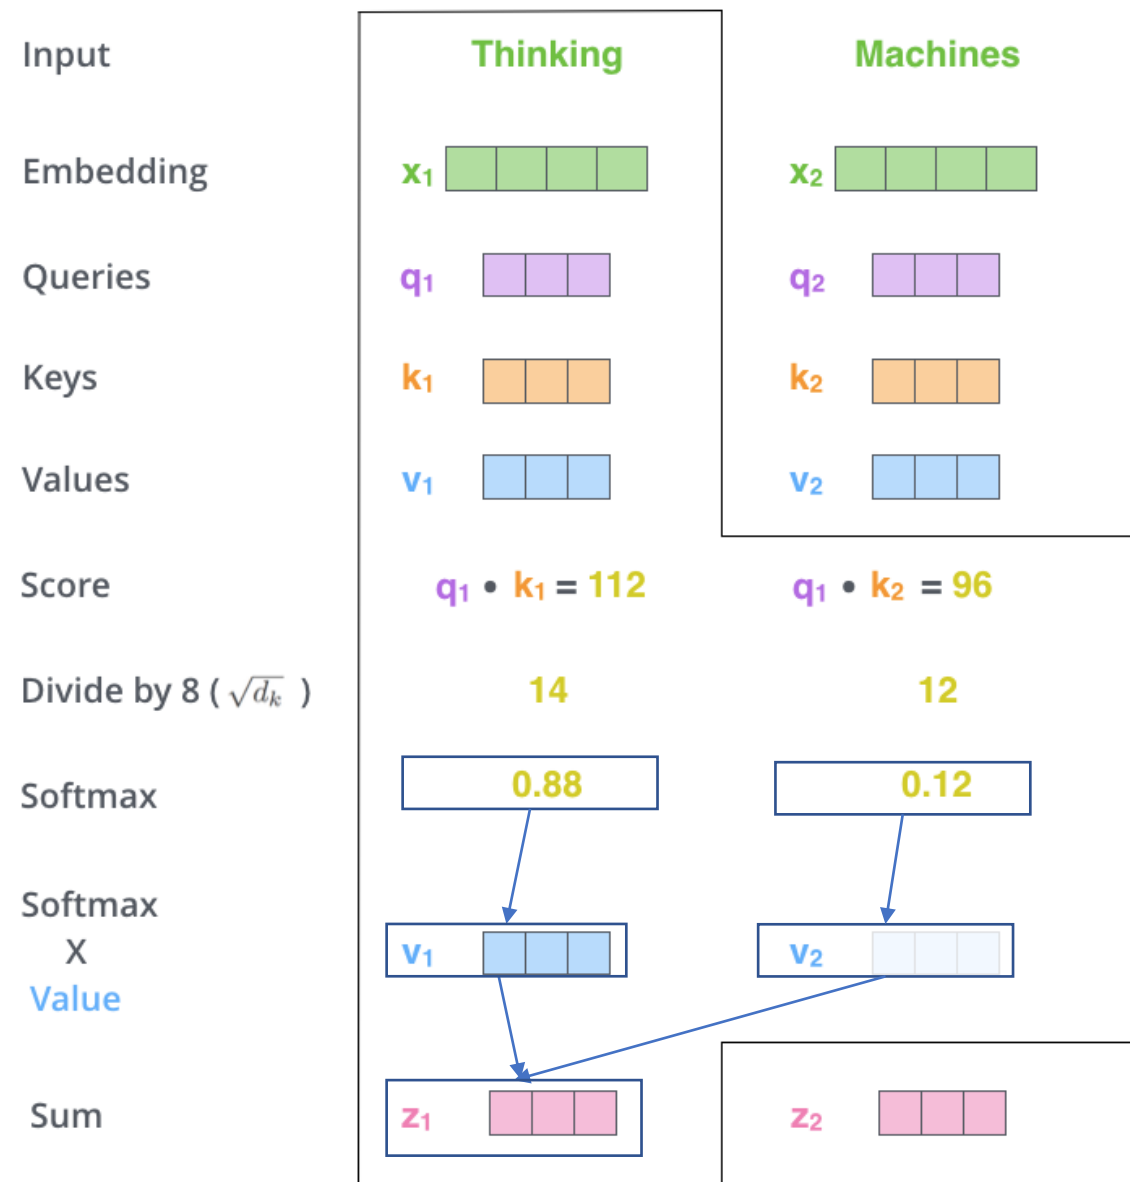 Input Thinking Machines
Embedding x₁ x₂
Queries q₁ q₂
Keys k₁ k₂
Values v₁ v₂
Score q₁ • k₁ = 112 q₁ • k₂ = 96
Divide by 8 ( √dₖ ) 14 12
Softmax 0.88 0.12
Softmax
X v₁ v₂
Value
Sum z₁ z₂